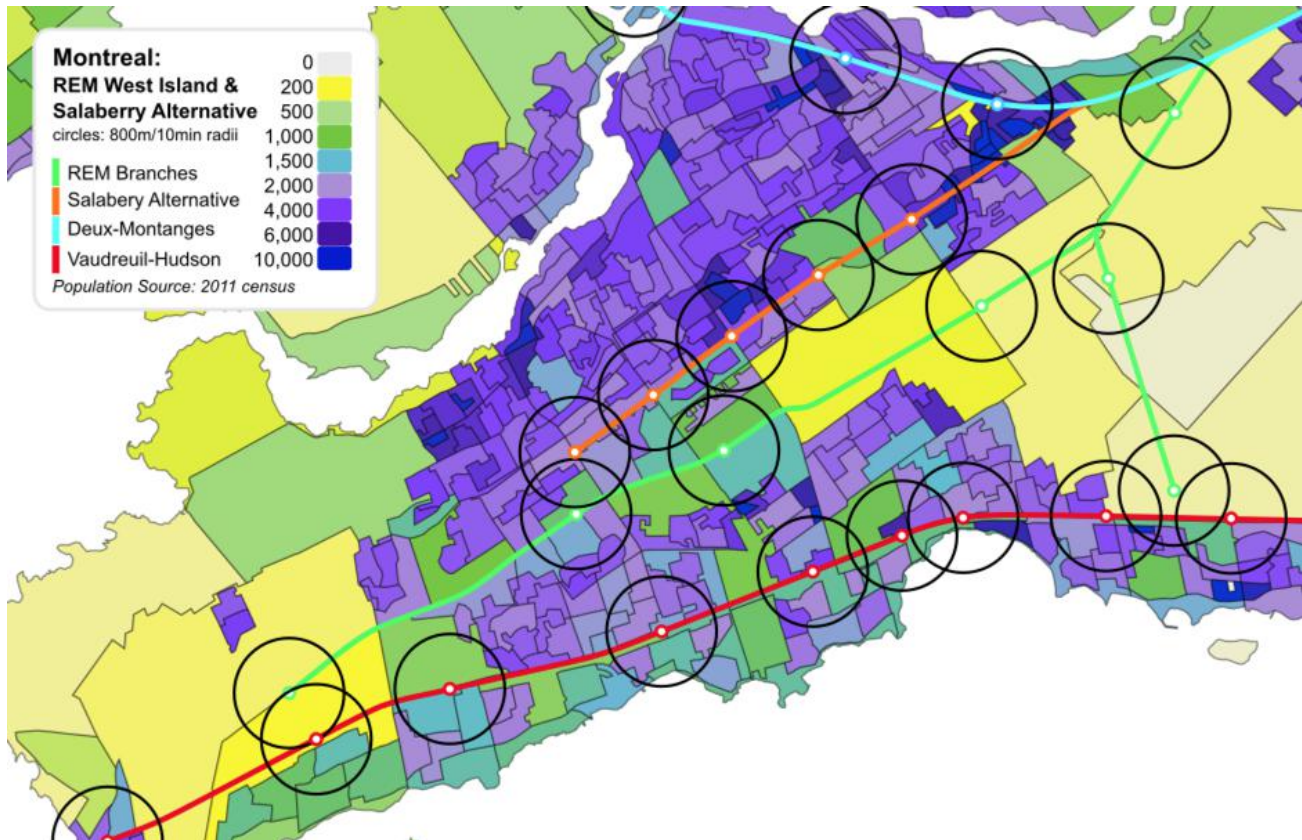 Montreal:
REM West Island &
Salaberry Alternative
circles: 800m/10min radii
REM Branches
Salabery Alternative
Deux-Montanges
Vaudreuil-Hudson
0
200
500
1,000
1,500
2,000
4,000
6,000
10,000
Population Source: 2011 census